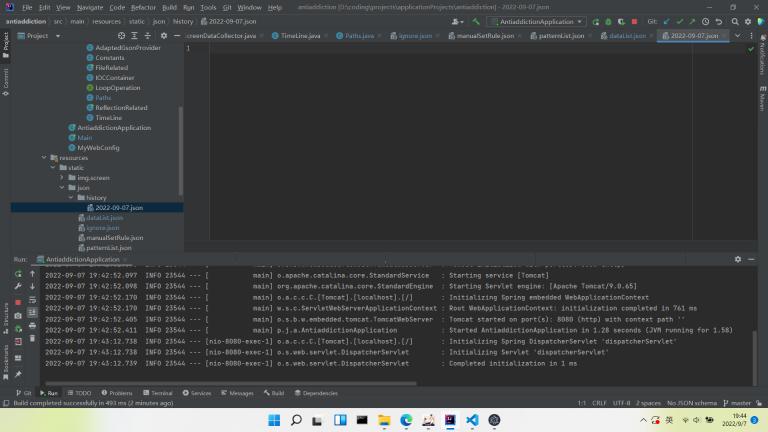 File Edit View Navigate Code Refactor Build Run Tools Git Window Help antiaddiction [D:\coding\projects\applicationProjects\antiaddiction] - 2022-09-07.json
antiaddiction src main resources static json history 2022-09-07.json AntiaddictionApplication Git:
Project ScreenDataCollector.java TimeLine.java Paths.java ignore.json manualSetRule.json patternList.json dataList.json 2022-09-07.json
1
AdaptedGsonProvider
Constants
FileRelated
IOCContainer
LoopOperation
Paths
ReflectionRelated
TimeLine
AntiaddictionApplication
Main
MyWebConfig
resources
static
img.screen
json
history
2022-09-07.json
dataList.json
ignore.json
manualSetRule.json
patternList.json
Project
Commit
Structure
Bookmarks
Notifications
Maven
Run: AntiaddictionApplication
2022-09-07 19:42:52.097 INFO 23544 --- [ main] o.apache.catalina.core.StandardService : Starting service [Tomcat]
2022-09-07 19:42:52.098 INFO 23544 --- [ main] org.apache.catalina.core.StandardEngine : Starting Servlet engine: [Apache Tomcat/9.0.65]
2022-09-07 19:42:52.170 INFO 23544 --- [ main] o.a.c.c.C.[Tomcat].[localhost].[/] : Initializing Spring embedded WebApplicationContext
2022-09-07 19:42:52.170 INFO 23544 --- [ main] w.s.c.ServletWebServerApplicationContext : Root WebApplicationContext: initialization completed in 761 ms
2022-09-07 19:42:52.405 INFO 23544 --- [ main] o.s.b.w.embedded.tomcat.TomcatWebServer : Tomcat started on port(s): 8080 (http) with context path ''
2022-09-07 19:42:52.411 INFO 23544 --- [ main] p.j.a.AntiaddictionApplication : Started AntiaddictionApplication in 1.28 seconds (JVM running for 1.58)
2022-09-07 19:43:12.738 INFO 23544 --- [nio-8080-exec-1] o.a.c.c.C.[Tomcat].[localhost].[/] : Initializing Spring DispatcherServlet 'dispatcherServlet'
2022-09-07 19:43:12.738 INFO 23544 --- [nio-8080-exec-1] o.s.web.servlet.DispatcherServlet : Initializing Servlet 'dispatcherServlet'
2022-09-07 19:43:12.739 INFO 23544 --- [nio-8080-exec-1] o.s.web.servlet.DispatcherServlet : Completed initialization in 1 ms
Git Run TODO Problems Terminal Services Messages Build Dependencies
Build completed successfully in 493 ms (2 minutes ago) 1:1 CRLF UTF-8 2 spaces No JSON schema master
英 19:44
2022/9/7